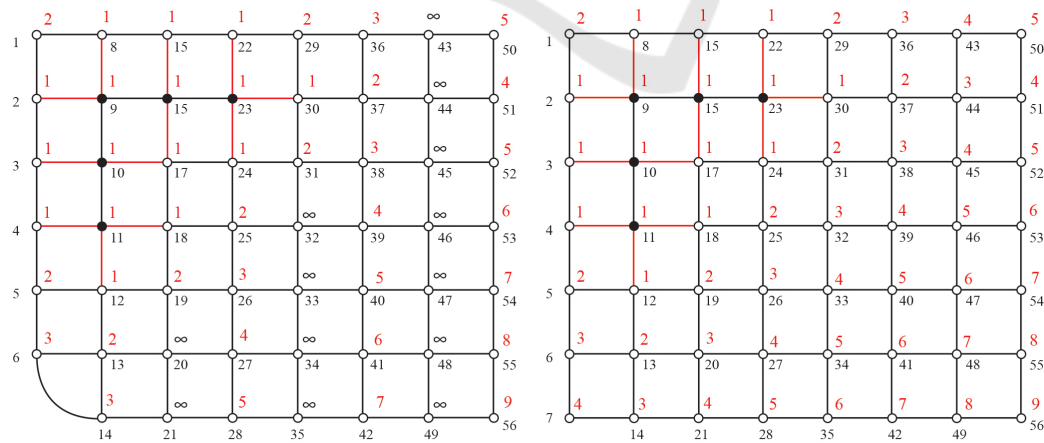 2 1 1 1 2 3 ∞ 5 2 1 1 1 2 3 4 5
1 8 15 22 29 36 43 50 1 8 15 22 29 36 43 50
1 1 1 1 1 2 ∞ 4 1 1 1 1 1 2 3 4
2 9 15 23 30 37 44 51 2 9 15 23 30 37 44 51
1 1 1 1 2 3 ∞ 5 1 1 1 1 2 3 4 5
3 10 17 24 31 38 45 52 3 10 17 24 31 38 45 52
1 1 1 2 ∞ 4 ∞ 6 1 1 1 2 3 4 5 6
4 11 18 25 32 39 46 53 4 11 18 25 32 39 46 53
2 1 2 3 ∞ 5 ∞ 7 2 1 2 3 4 5 6 7
5 12 19 26 33 40 47 54 5 12 19 26 33 40 47 54
3 2 ∞ 4 ∞ 6 ∞ 8 3 2 3 4 5 6 7 8
6 13 20 27 34 41 48 55 6 13 20 27 34 41 48 55
3 ∞ 5 ∞ 7 ∞ 9 4 3 4 5 6 7 8 9
14 21 28 35 42 49 56 7 14 21 28 35 42 49 56